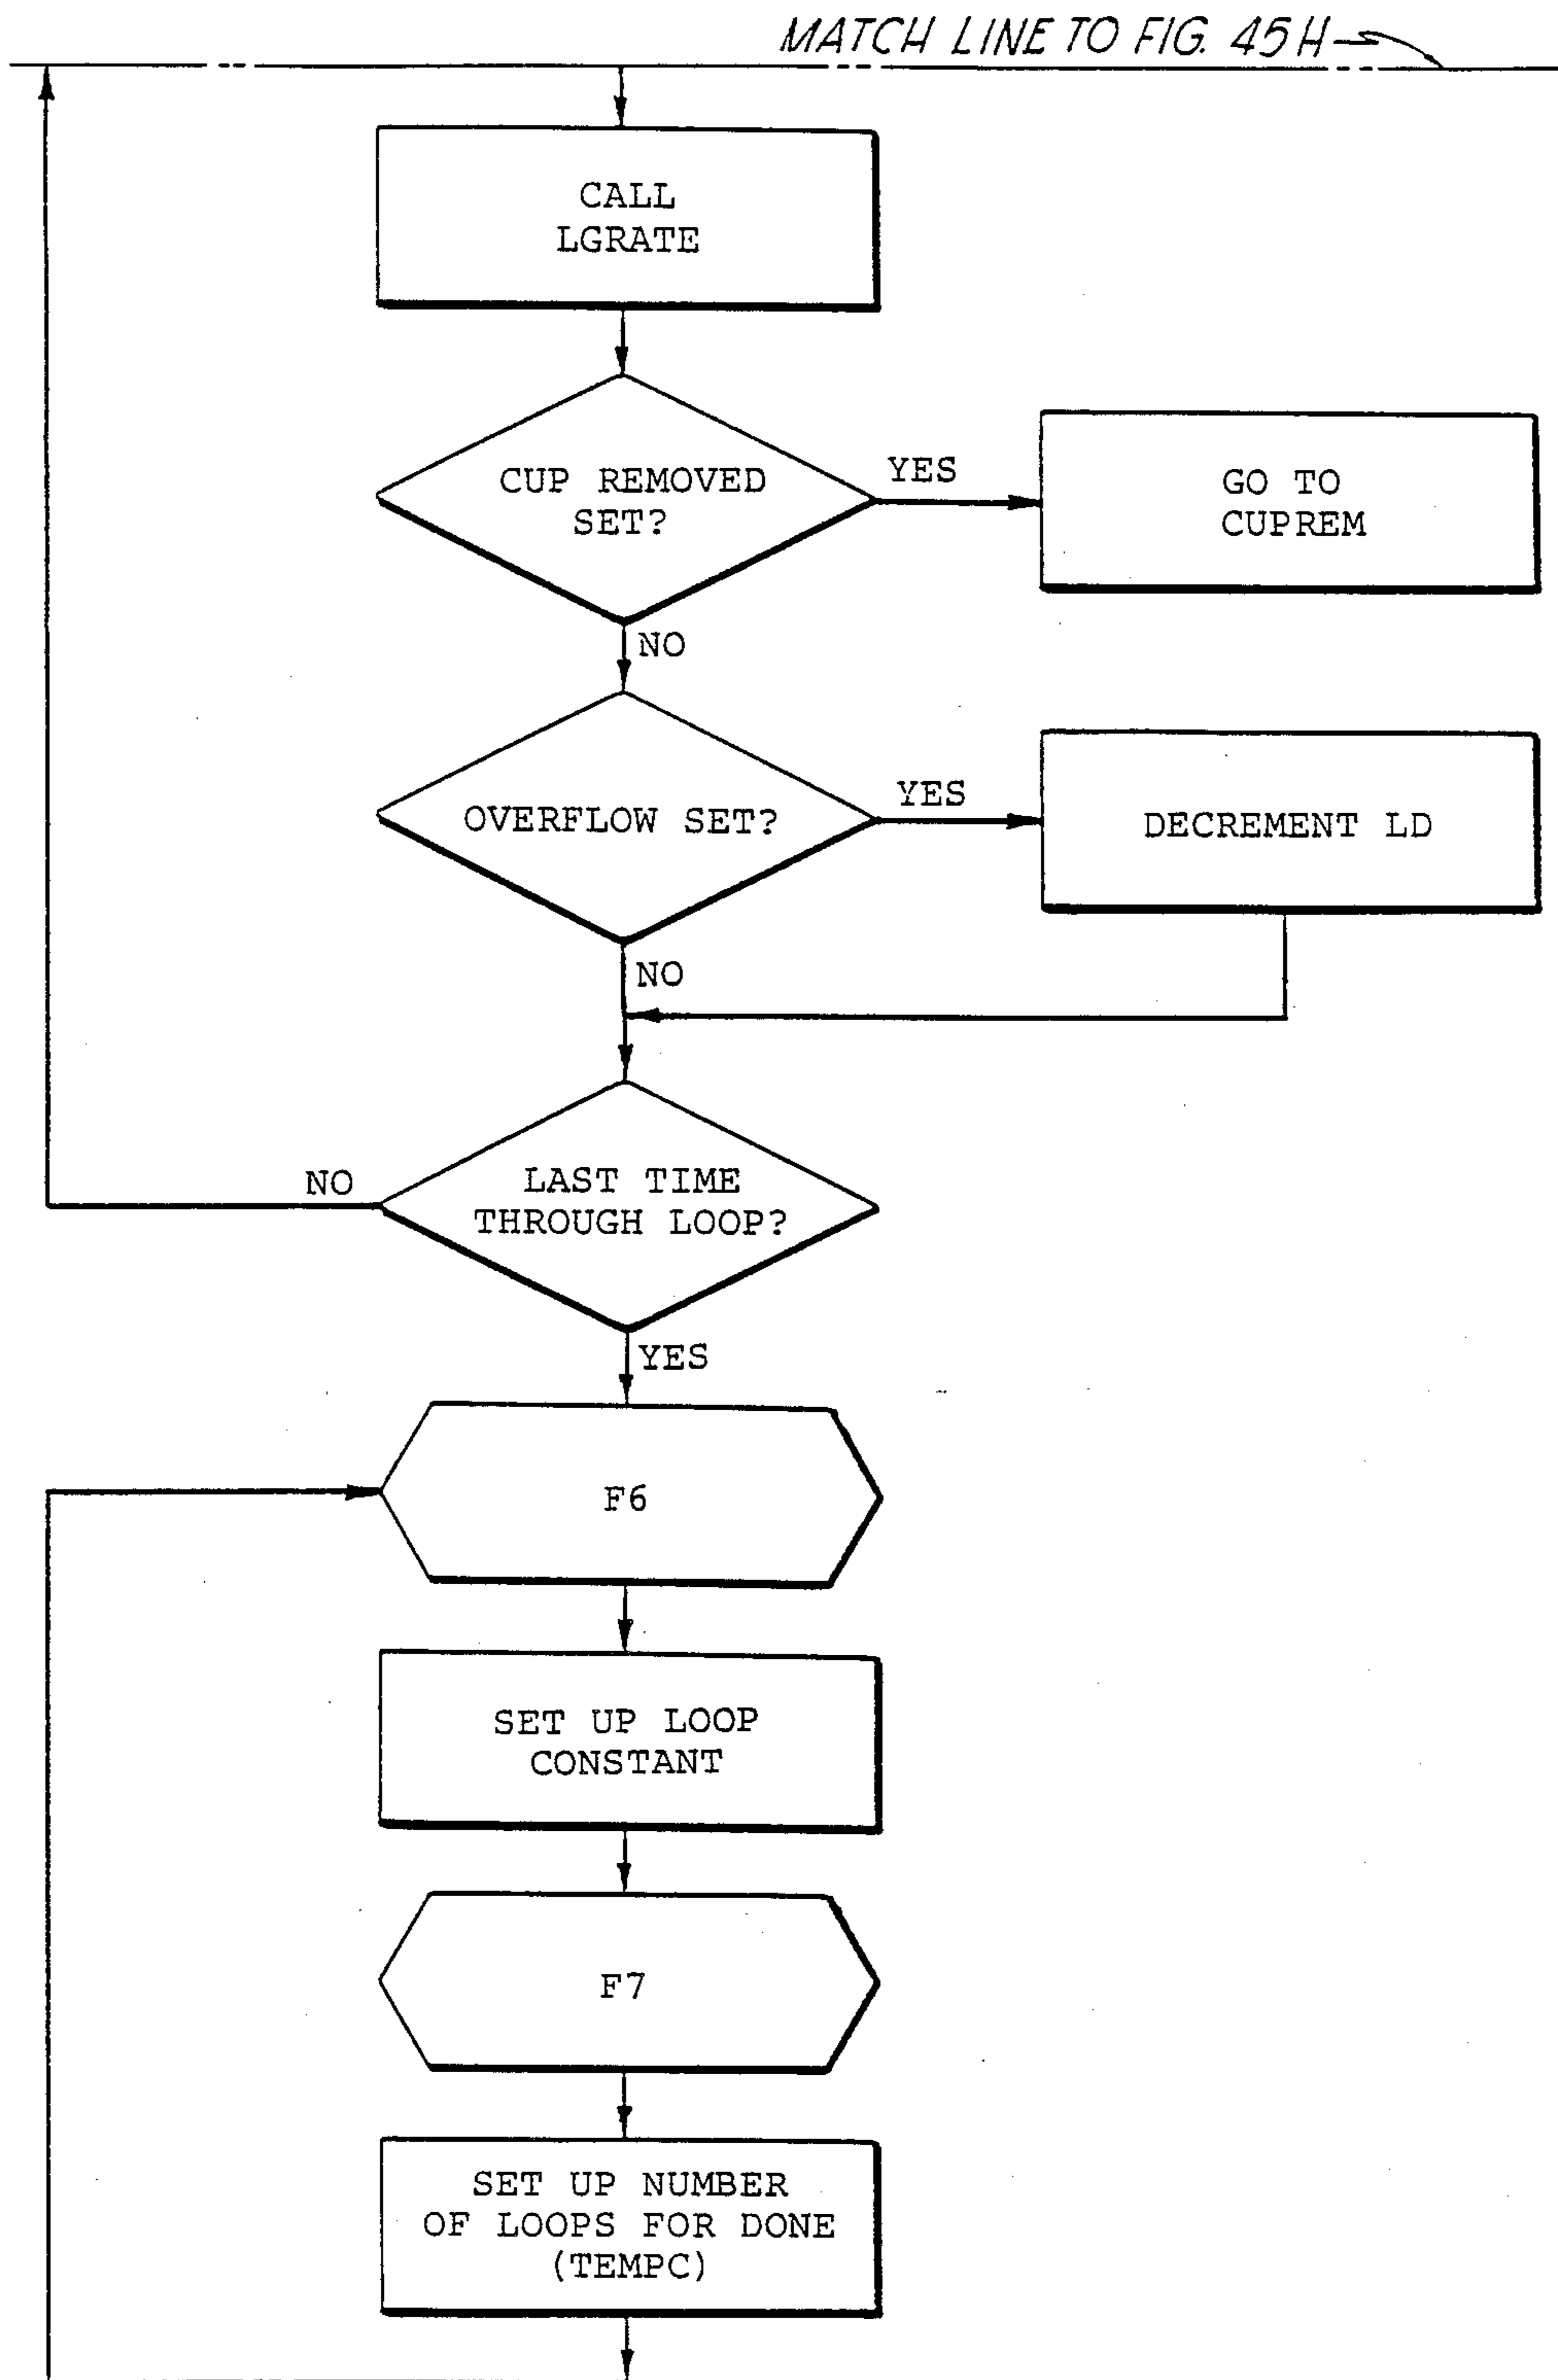 MATCH LINE TO FIG. 45H
CALL
LGRATE
CUP REMOVED
SET?
YES
GO TO
CUPREM
NO
OVERFLOW SET?
YES
DECREMENT LD
NO
LAST TIME
THROUGH LOOP?
NO
YES
F6
SET UP LOOP
CONSTANT
F7
SET UP NUMBER
OF LOOPS FOR DONE
(TEMPC)